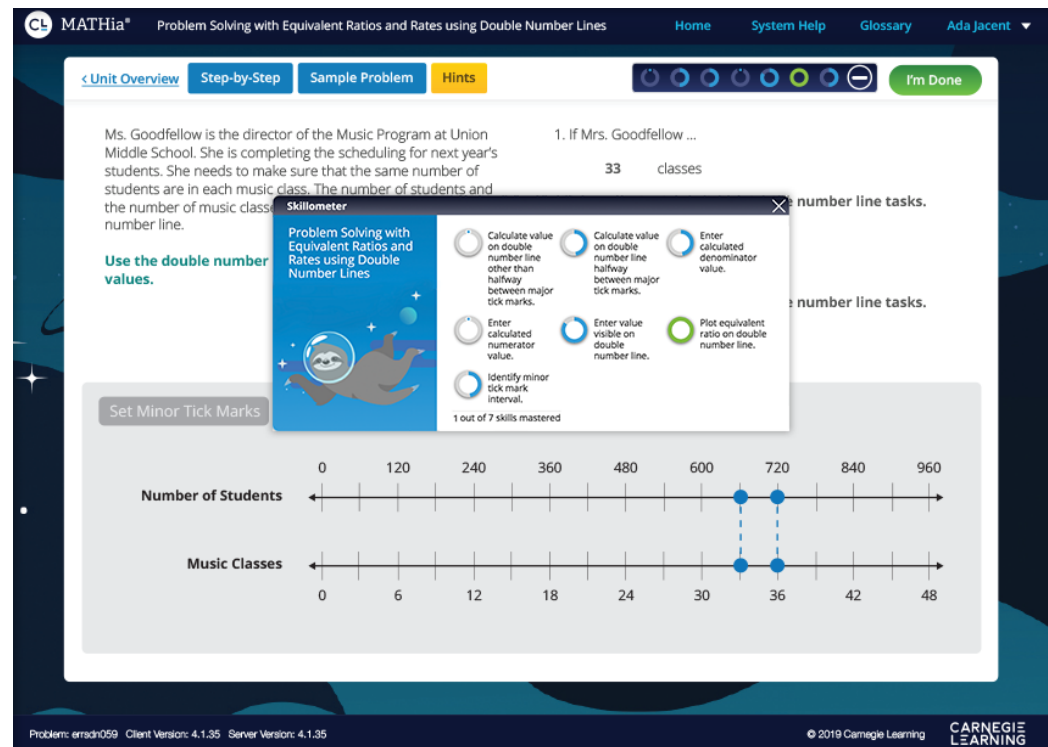 CL MATHia® Problem Solving with Equivalent Ratios and Rates using Double Number Lines Home System Help Glossary Ada Jacent
‹ Unit Overview Step-by-Step Sample Problem Hints I'm Done
Ms. Goodfellow is the director of the Music Program at Union
Middle School. She is completing the scheduling for next year's
students. She needs to make sure that the same number of
students are in each music class. The number of students and
the number of music classe
number line.
Use the double number
values.
1. If Mrs. Goodfellow ...
33 classes
number line tasks.
number line tasks.
Skillometer
Problem Solving with
Equivalent Ratios and
Rates using Double
Number Lines
Calculate value
on double
number line
other than
halfway
between major
tick marks.
Calculate value
on double
number line
halfway
between major
tick marks.
Enter
calculated
denominator
value.
Enter
calculated
numerator
value.
Enter value
visible on
double
number line.
Plot equivalent
ratio on double
number line.
Identify minor
tick mark
interval.
1 out of 7 skills mastered
Set Minor Tick Marks
0 120 240 360 480 600 720 840 960
Number of Students
Music Classes
0 6 12 18 24 30 36 42 48
Problem: errsdn059 Client Version: 4.1.35 Server Version: 4.1.35 © 2019 Carnegie Learning
CARNEGIE
LEARNING